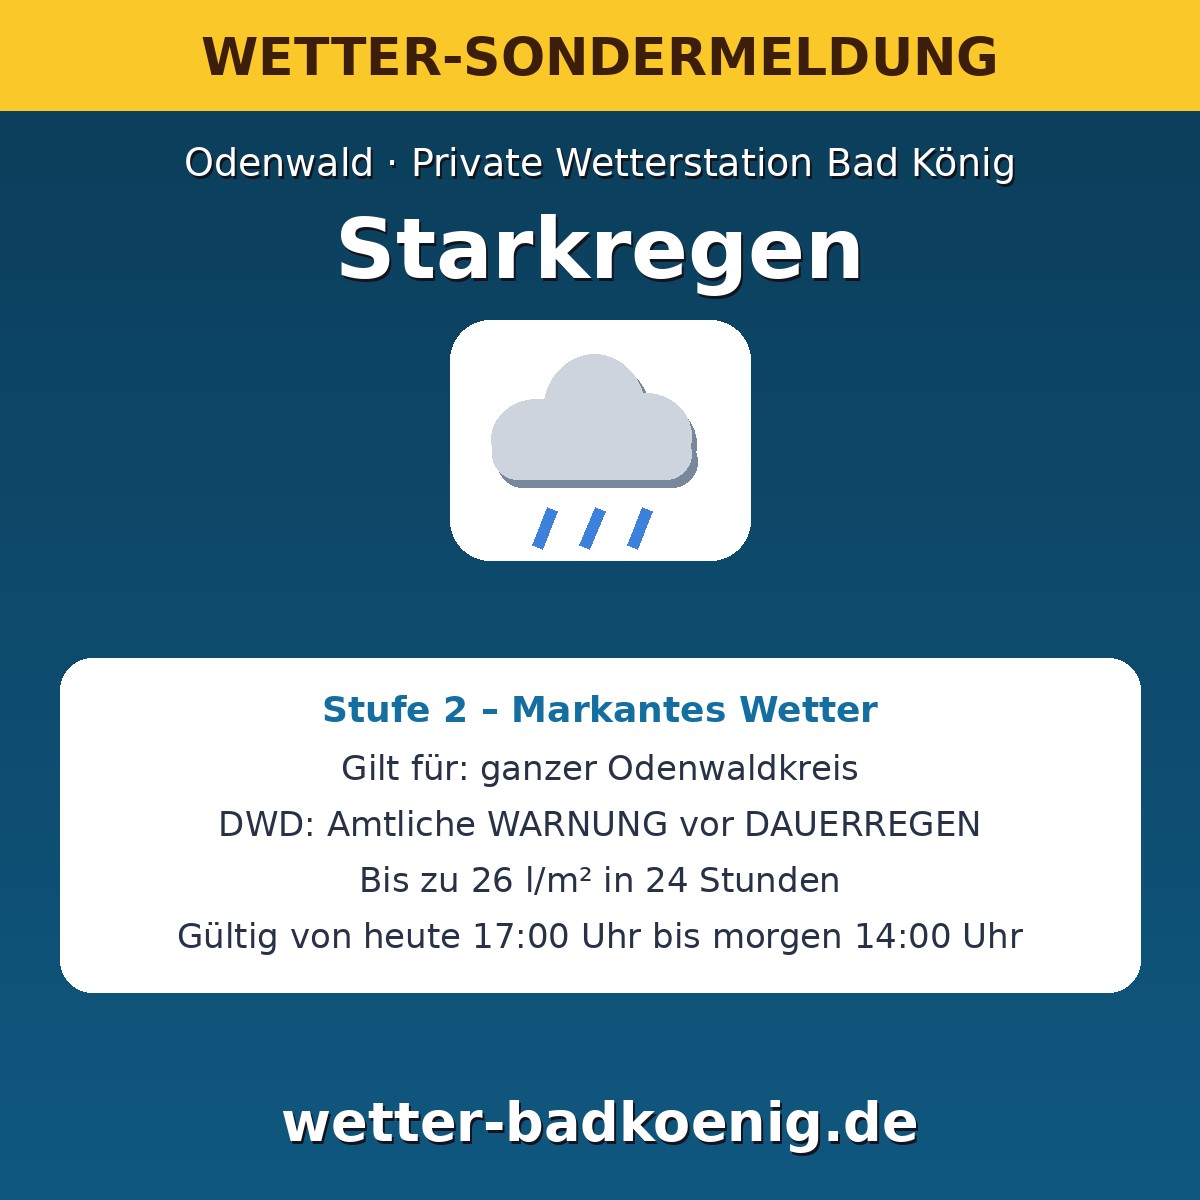 WETTER-SONDERMELDUNG
Odenwald · Private Wetterstation Bad König
Starkregen
Stufe 2 – Markantes Wetter
Gilt für: ganzer Odenwaldkreis
DWD: Amtliche WARNUNG vor DAUERREGEN
Bis zu 26 l/m² in 24 Stunden
Gültig von heute 17:00 Uhr bis morgen 14:00 Uhr
wetter-badkoenig.de